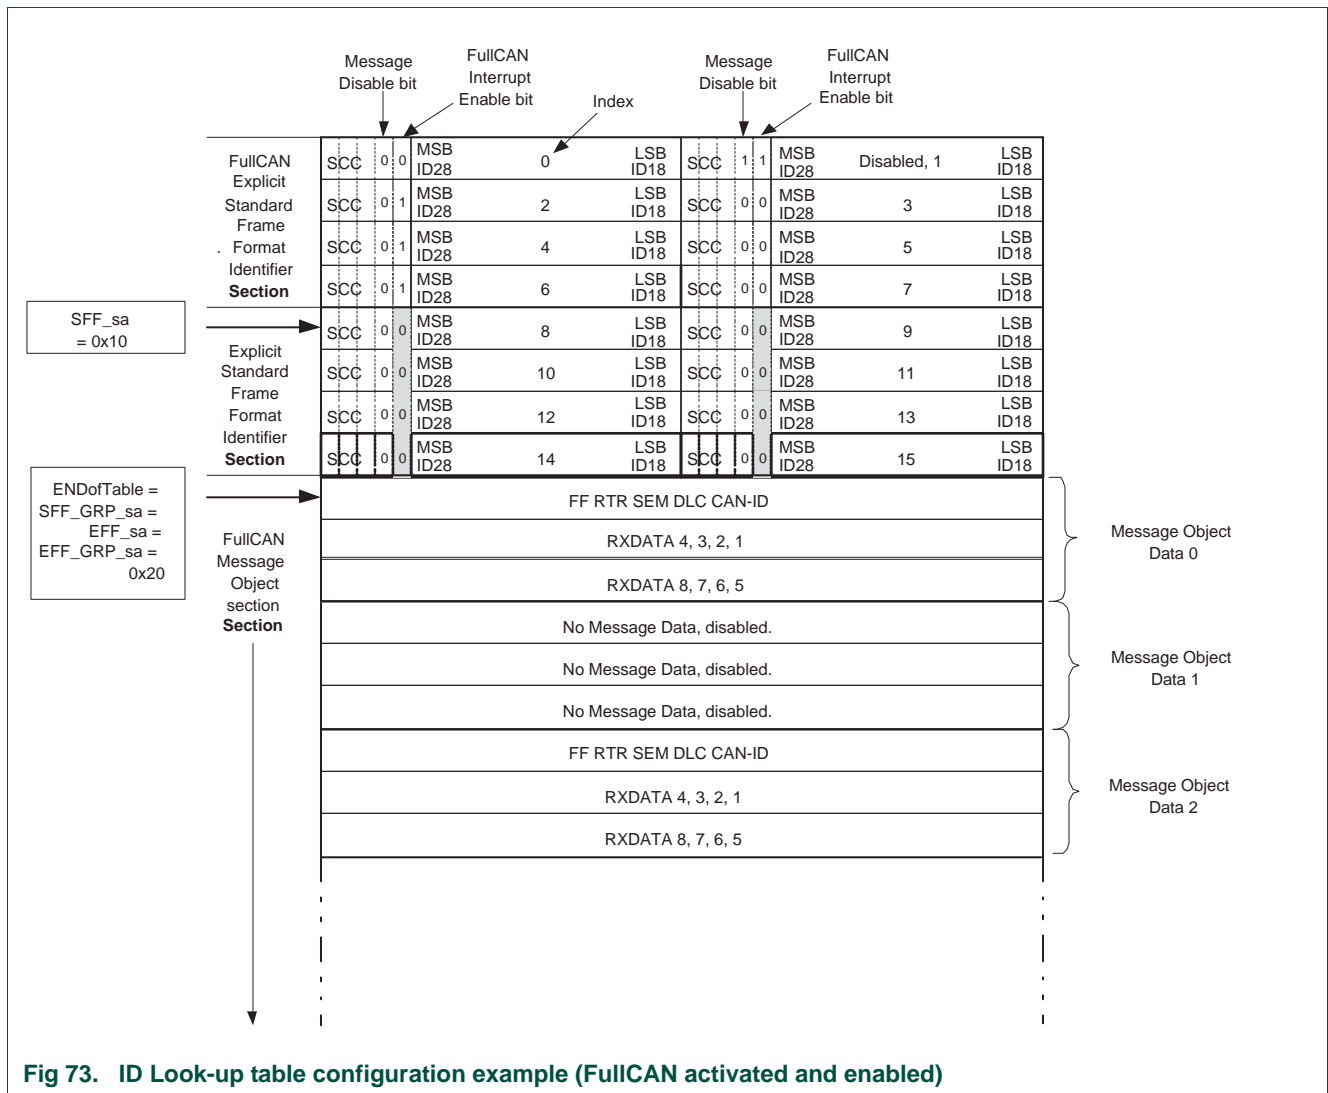 Message
Disable bit
FullCAN
Interrupt
Enable bit
Index
Message
Disable bit
FullCAN
Interrupt
Enable bit
FullCAN
Explicit
Standard
Frame
. Format
Identifier
Section
SCC 0 0 MSB ID28 0 LSB ID18 SCC 1 1 MSB ID28 Disabled, 1 LSB ID18
SCC 0 1 MSB ID28 2 LSB ID18 SCC 0 0 MSB ID28 3 LSB ID18
SCC 0 1 MSB ID28 4 LSB ID18 SCC 0 0 MSB ID28 5 LSB ID18
SCC 0 1 MSB ID28 6 LSB ID18 SCC 0 0 MSB ID28 7 LSB ID18
SFF_sa
= 0x10
Explicit
Standard
Frame
Format
Identifier
Section
SCC 0 0 MSB ID28 8 LSB ID18 SCC 0 0 MSB ID28 9 LSB ID18
SCC 0 0 MSB ID28 10 LSB ID18 SCC 0 0 MSB ID28 11 LSB ID18
SCC 0 0 MSB ID28 12 LSB ID18 SCC 0 0 MSB ID28 13 LSB ID18
SCC 0 0 MSB ID28 14 LSB ID18 SCC 0 0 MSB ID28 15 LSB ID18
ENDofTable =
SFF_GRP_sa =
EFF_sa =
EFF_GRP_sa =
0x20
FullCAN
Message
Object
section
Section
FF RTR SEM DLC CAN-ID
RXDATA 4, 3, 2, 1
RXDATA 8, 7, 6, 5
Message Object
Data 0
No Message Data, disabled.
No Message Data, disabled.
No Message Data, disabled.
Message Object
Data 1
FF RTR SEM DLC CAN-ID
RXDATA 4, 3, 2, 1
RXDATA 8, 7, 6, 5
Message Object
Data 2
Fig 73. ID Look-up table configuration example (FullCAN activated and enabled)